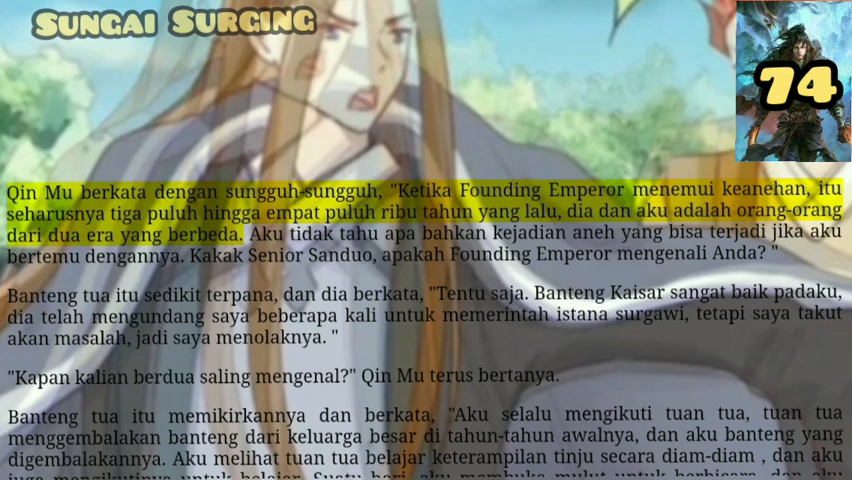 SUNGAI SURGING
74
Qin Mu berkata dengan sungguh-sungguh, "Ketika Founding Emperor menemui keanehan, itu
seharusnya tiga puluh hingga empat puluh ribu tahun yang lalu, dia dan aku adalah orang-orang
dari dua era yang berbeda. Aku tidak tahu apa bahkan kejadian aneh yang bisa terjadi jika aku
bertemu dengannya. Kakak Senior Sanduo, apakah Founding Emperor mengenali Anda? "
Banteng tua itu sedikit terpana, dan dia berkata, "Tentu saja. Banteng Kaisar sangat baik padaku,
dia telah mengundang saya beberapa kali untuk memerintah istana surgawi, tetapi saya takut
akan masalah, jadi saya menolaknya. "
"Kapan kalian berdua saling mengenal?" Qin Mu terus bertanya.
Banteng tua itu memikirkannya dan berkata, "Aku selalu mengikuti tuan tua, tuan tua
menggembalakan banteng dari keluarga besar di tahun-tahun awalnya, dan aku banteng yang
digembalakannya. Aku melihat tuan tua belajar keterampilan tinju secara diam-diam , dan aku